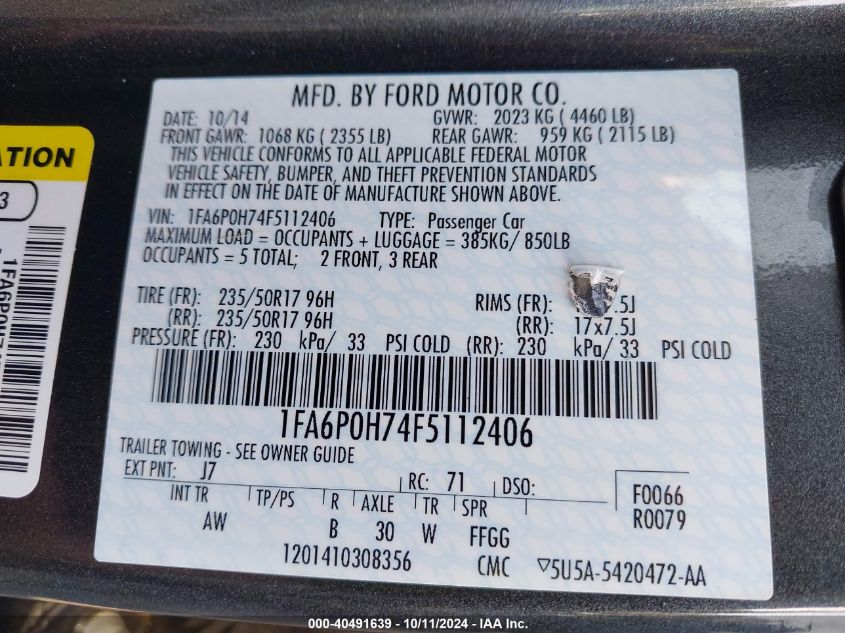 MFD. BY FORD MOTOR CO.
DATE: 10/14 GVWR: 2023 KG ( 4460 LB)
FRONT GAWR: 1068 KG ( 2355 LB) REAR GAWR: 959 KG ( 2115 LB)
THIS VEHICLE CONFORMS TO ALL APPLICABLE FEDERAL MOTOR
VEHICLE SAFETY, BUMPER, AND THEFT PREVENTION STANDARDS
IN EFFECT ON THE DATE OF MANUFACTURE SHOWN ABOVE.
VIN: 1FA6P0H74F5112406 TYPE: Passenger Car
MAXIMUM LOAD = OCCUPANTS + LUGGAGE = 385KG/ 850LB
OCCUPANTS = 5 TOTAL; 2 FRONT, 3 REAR
TIRE (FR): 235/50R17 96H RIMS (FR): .5J
(RR): 235/50R17 96H (RR): 17x7.5J
PRESSURE (FR): 230 kPa/ 33 PSI COLD (RR): 230 kPa/ 33 PSI COLD
1FA6P0H74F5112406
TRAILER TOWING - SEE OWNER GUIDE
EXT PNT: J7 RC: 71 DSO:
INT TR TP/PS R AXLE TR SPR
AW B 30 W FFGG
F0066
R0079
1201410308356 CMC ▽5U5A-5420472-AA
000-40491639 - 10/11/2024 - IAA Inc.